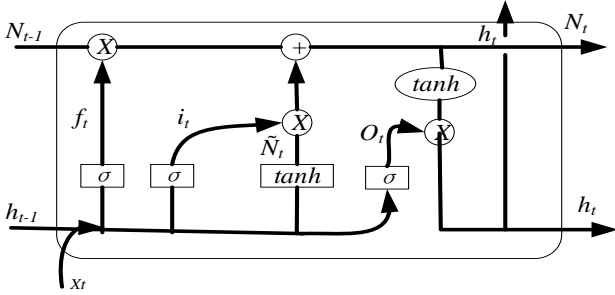 N_{t-1} X + h_t N_t
tanh
f_t i_t X O_t X
Ñ_t
σ σ tanh σ
h_{t-1} h_t
x_t